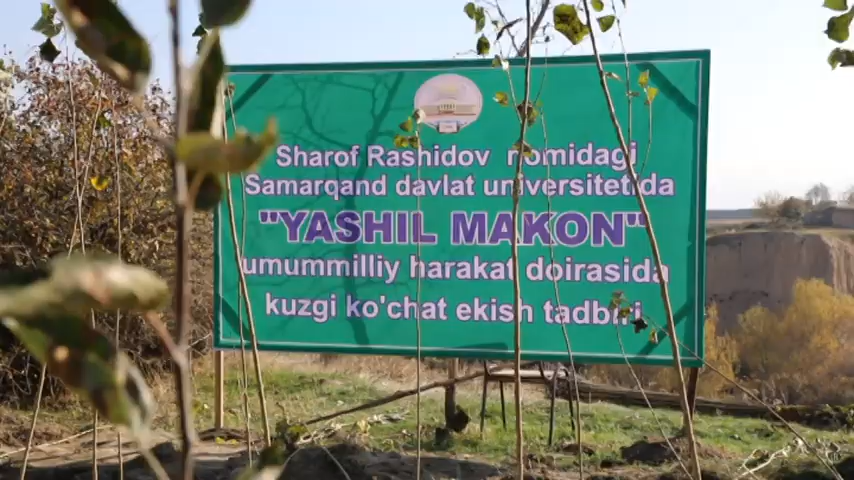 Sharof Rashidov nomidagi
Samarqand davlat universitetida
"YASHIL MAKON"
umummilliy harakat doirasida
kuzgi ko'chat ekish tadbiri